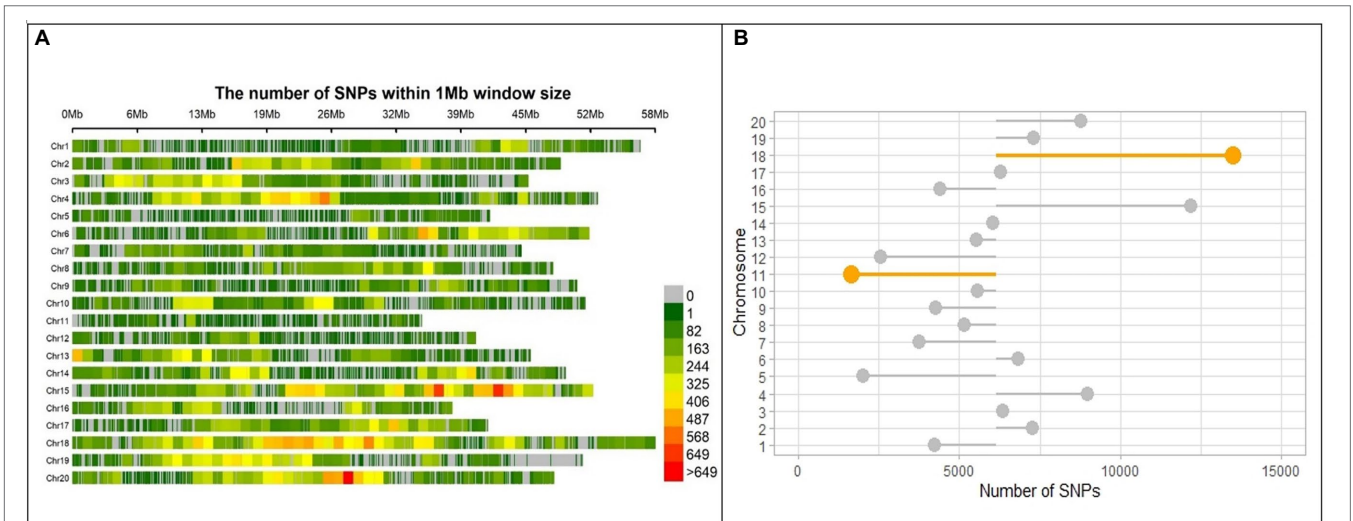 A
The number of SNPs within 1Mb window size
0Mb 6Mb 13Mb 19Mb 26Mb 32Mb 39Mb 45Mb 52Mb 58Mb
Chr1
Chr2
Chr3
Chr4
Chr5
Chr6
Chr7
Chr8
Chr9
Chr10
Chr11
Chr12
Chr13
Chr14
Chr15
Chr16
Chr17
Chr18
Chr19
Chr20
0
1
82
163
244
325
406
487
568
649
>649
B
Chromosome
20
19
18
17
16
15
14
13
12
11
10
9
8
7
6
5
4
3
2
1
0 5000 10000 15000
Number of SNPs